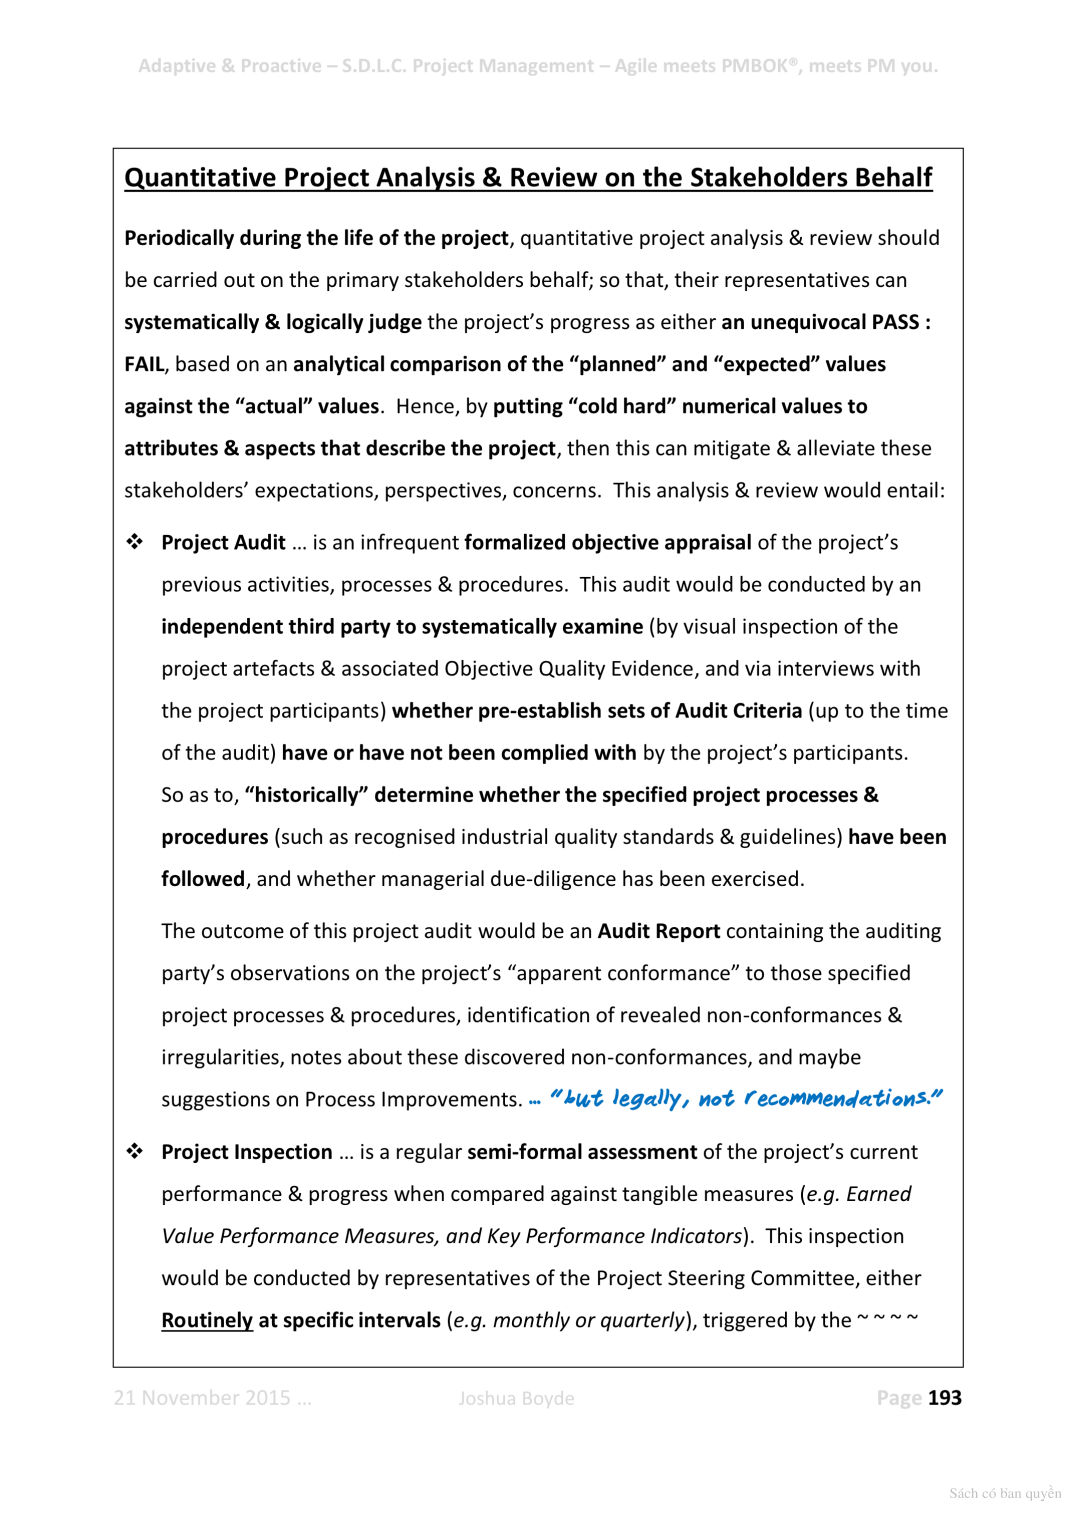 Adaptive & Proactive – S.D.L.C. Project Management – Agile meets PMBOK®, meets PM you.
Quantitative Project Analysis & Review on the Stakeholders Behalf
Periodically during the life of the project, quantitative project analysis & review should
be carried out on the primary stakeholders behalf; so that, their representatives can
systematically & logically judge the project’s progress as either an unequivocal PASS :
FAIL, based on an analytical comparison of the “planned” and “expected” values
against the “actual” values.  Hence, by putting “cold hard” numerical values to
attributes & aspects that describe the project, then this can mitigate & alleviate these
stakeholders’ expectations, perspectives, concerns.  This analysis & review would entail:
❖ Project Audit ... is an infrequent formalized objective appraisal of the project’s
previous activities, processes & procedures.  This audit would be conducted by an
independent third party to systematically examine (by visual inspection of the
project artefacts & associated Objective Quality Evidence, and via interviews with
the project participants) whether pre-establish sets of Audit Criteria (up to the time
of the audit) have or have not been complied with by the project’s participants.
So as to, “historically” determine whether the specified project processes &
procedures (such as recognised industrial quality standards & guidelines) have been
followed, and whether managerial due-diligence has been exercised.
The outcome of this project audit would be an Audit Report containing the auditing
party’s observations on the project’s “apparent conformance” to those specified
project processes & procedures, identification of revealed non-conformances &
irregularities, notes about these discovered non-conformances, and maybe
suggestions on Process Improvements. ... “but legally, not recommendations.”
❖ Project Inspection ... is a regular semi-formal assessment of the project’s current
performance & progress when compared against tangible measures (e.g. Earned
Value Performance Measures, and Key Performance Indicators).  This inspection
would be conducted by representatives of the Project Steering Committee, either
Routinely at specific intervals (e.g. monthly or quarterly), triggered by the ~ ~ ~ ~
21 November 2015 ... Joshua Boyde Page 193
Sách có bản quyền